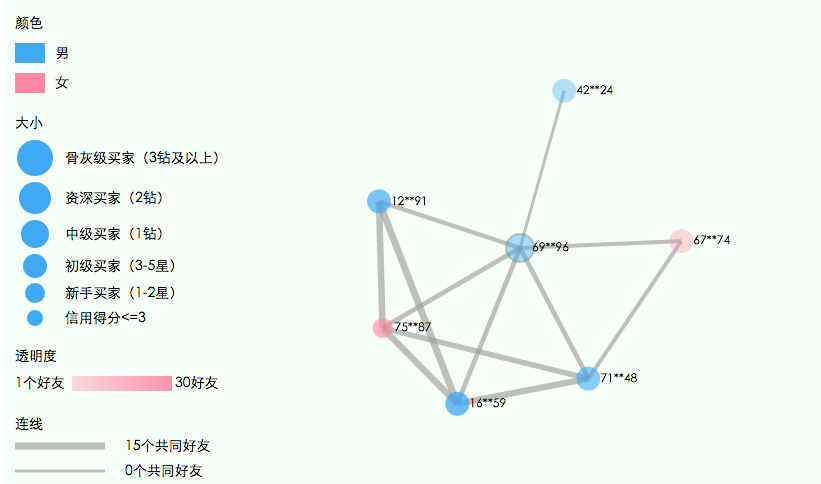 颜色
男
女
大小
骨灰级买家（3钻及以上）
资深买家（2钻）
中级买家（1钻）
初级买家（3-5星）
新手买家（1-2星）
信用得分<=3
透明度
1个好友 30好友
连线
15个共同好友
0个共同好友
42**24
12**91
69**96
67**74
75**87
71**48
16**59